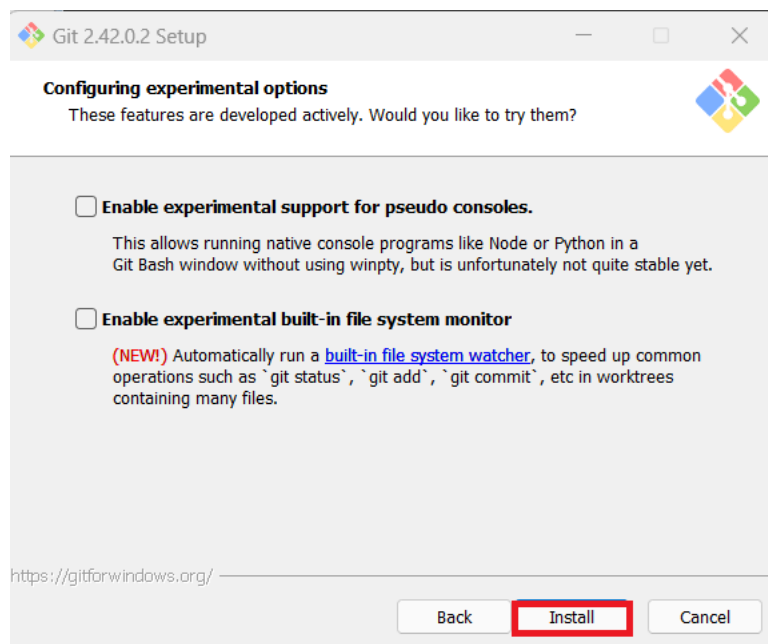 Git 2.42.0.2 Setup
Configuring experimental options
These features are developed actively. Would you like to try them?
Enable experimental support for pseudo consoles.
This allows running native console programs like Node or Python in a
Git Bash window without using winpty, but is unfortunately not quite stable yet.
Enable experimental built-in file system monitor
(NEW!) Automatically run a built-in file system watcher, to speed up common
operations such as `git status`, `git add`, `git commit`, etc in worktrees
containing many files.
https://gitforwindows.org/
Back Install Cancel